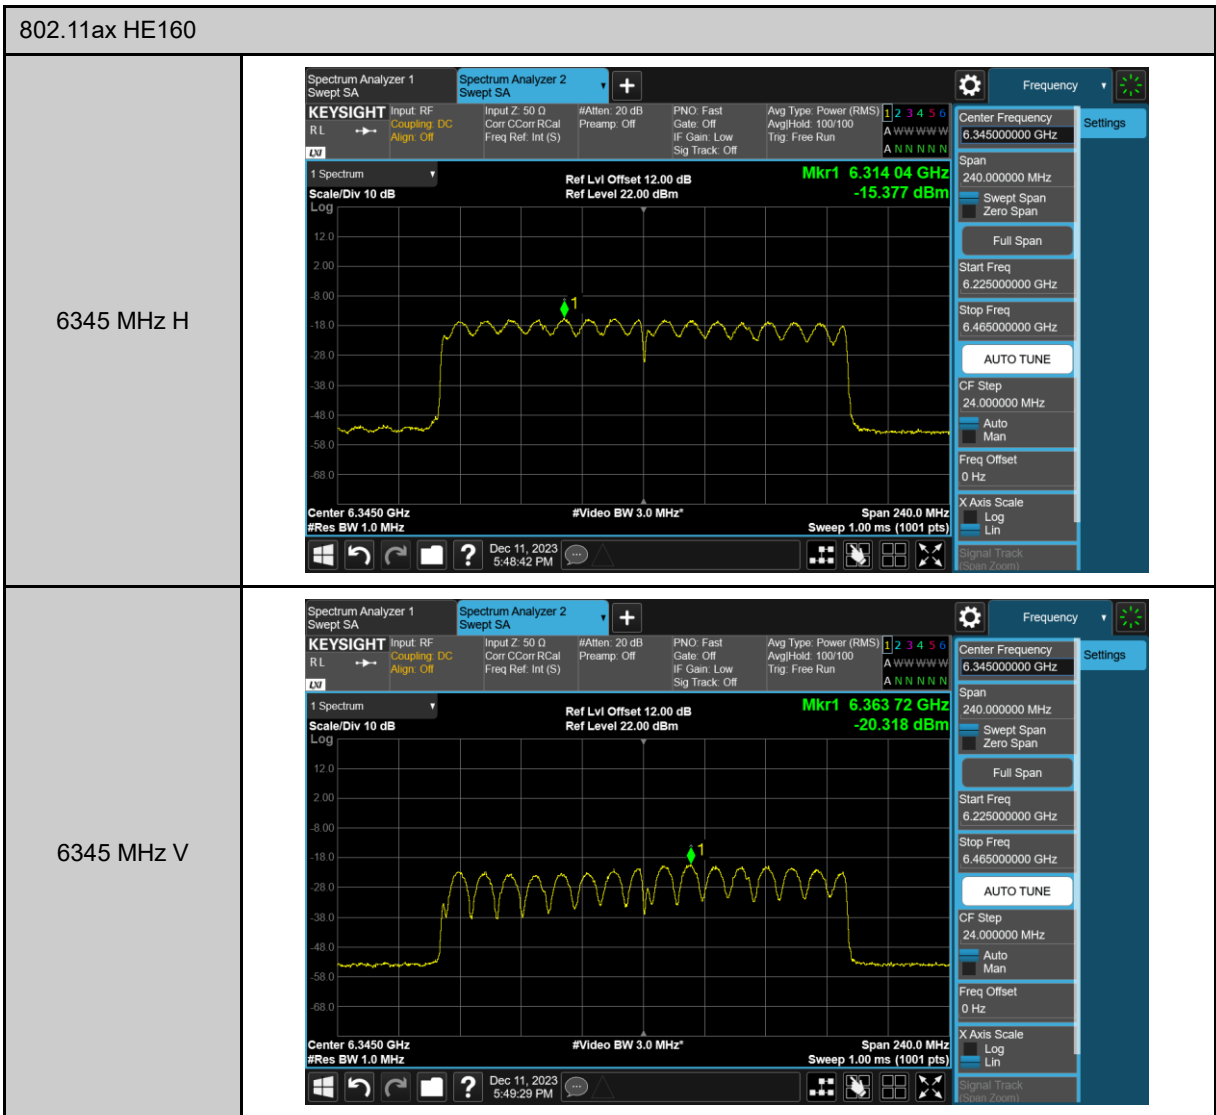 802.11ax HE160
6345 MHz H
Spectrum Analyzer 1
Swept SA
Spectrum Analyzer 2
Swept SA
Frequency
KEYSIGHT
R L
LXI
Input: RF
Coupling: DC
Align: Off
Input Z: 50 Ω
Corr CCorr RCal
Freq Ref: Int (S)
#Atten: 20 dB
Preamp: Off
PNO: Fast
Gate: Off
IF Gain: Low
Sig Track: Off
Avg Type: Power (RMS)
Avg|Hold: 100/100
Trig: Free Run
1 2 3 4 5 6
A W W W W W
A N N N N N
1 Spectrum
Scale/Div 10 dB
Log
Ref Lvl Offset 12.00 dB
Ref Level 22.00 dBm
Mkr1 6.314 04 GHz
-15.377 dBm
12.0
2.00
-8.00
-18.0
-28.0
-38.0
-48.0
-58.0
-68.0
1
Center 6.3450 GHz
#Res BW 1.0 MHz
#Video BW 3.0 MHz*
Span 240.0 MHz
Sweep 1.00 ms (1001 pts)
Dec 11, 2023
5:48:42 PM
Center Frequency
6.345000000 GHz
Settings
Span
240.000000 MHz
Swept Span
Zero Span
Full Span
Start Freq
6.225000000 GHz
Stop Freq
6.465000000 GHz
AUTO TUNE
CF Step
24.000000 MHz
Auto
Man
Freq Offset
0 Hz
X Axis Scale
Log
Lin
Signal Track
(Span Zoom)
6345 MHz V
Spectrum Analyzer 1
Swept SA
Spectrum Analyzer 2
Swept SA
Frequency
KEYSIGHT
R L
LXI
Input: RF
Coupling: DC
Align: Off
Input Z: 50 Ω
Corr CCorr RCal
Freq Ref: Int (S)
#Atten: 20 dB
Preamp: Off
PNO: Fast
Gate: Off
IF Gain: Low
Sig Track: Off
Avg Type: Power (RMS)
Avg|Hold: 100/100
Trig: Free Run
1 2 3 4 5 6
A W W W W W
A N N N N N
1 Spectrum
Scale/Div 10 dB
Log
Ref Lvl Offset 12.00 dB
Ref Level 22.00 dBm
Mkr1 6.363 72 GHz
-20.318 dBm
12.0
2.00
-8.00
-18.0
-28.0
-38.0
-48.0
-58.0
-68.0
1
Center 6.3450 GHz
#Res BW 1.0 MHz
#Video BW 3.0 MHz*
Span 240.0 MHz
Sweep 1.00 ms (1001 pts)
Dec 11, 2023
5:49:29 PM
Center Frequency
6.345000000 GHz
Settings
Span
240.000000 MHz
Swept Span
Zero Span
Full Span
Start Freq
6.225000000 GHz
Stop Freq
6.465000000 GHz
AUTO TUNE
CF Step
24.000000 MHz
Auto
Man
Freq Offset
0 Hz
X Axis Scale
Log
Lin
Signal Track
(Span Zoom)